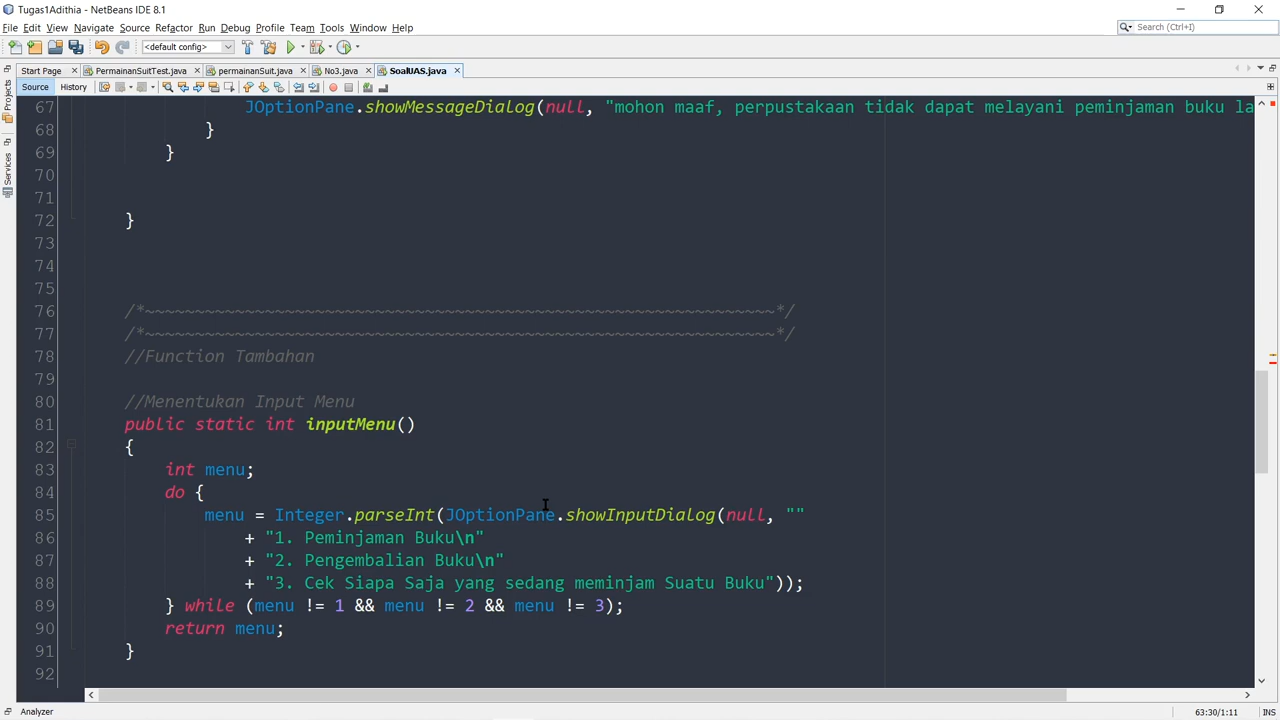 Tugas1Adithia - NetBeans IDE 8.1
File Edit View Navigate Source Refactor Run Debug Profile Team Tools Window Help
Search (Ctrl+I)
<default config>
Start Page PermainanSuitTest.java permainanSuit.java No3.java SoalUAS.java
Source History
Projects
Services
67 JOptionPane.showMessageDialog(null, "mohon maaf, perpustakaan tidak dapat melayani peminjaman buku la
68 }
69 }
70
71
72 }
73
74
75
76 /*~~~~~~~~~~~~~~~~~~~~~~~~~~~~~~~~~~~~~~~~~~~~~~~~~~~~~~~~~~~~~~~*/
77 /*~~~~~~~~~~~~~~~~~~~~~~~~~~~~~~~~~~~~~~~~~~~~~~~~~~~~~~~~~~~~~~~*/
78 //Function Tambahan
79
80 //Menentukan Input Menu
81 public static int inputMenu()
82 {
83 int menu;
84 do {
85 menu = Integer.parseInt(JOptionPane.showInputDialog(null, ""
86 + "1. Peminjaman Buku\n"
87 + "2. Pengembalian Buku\n"
88 + "3. Cek Siapa Saja yang sedang meminjam Suatu Buku"));
89 } while (menu != 1 && menu != 2 && menu != 3);
90 return menu;
91 }
92
Analyzer
63:30/1:11 INS